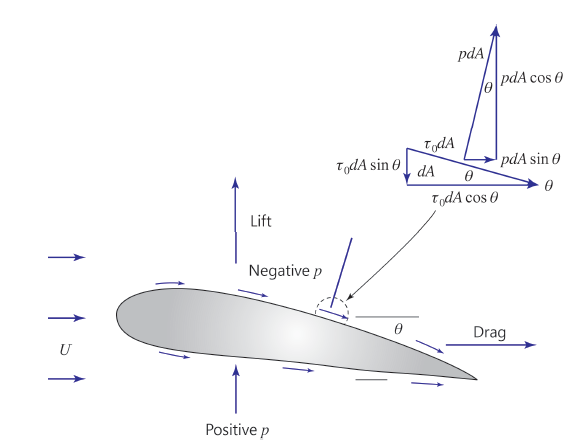 pdA
θ
pdA cos θ
τ₀dA
pdA sin θ
τ₀dA sin θ
dA
θ
θ
τ₀dA cos θ
Lift
Negative p
θ
Drag
U
Positive p